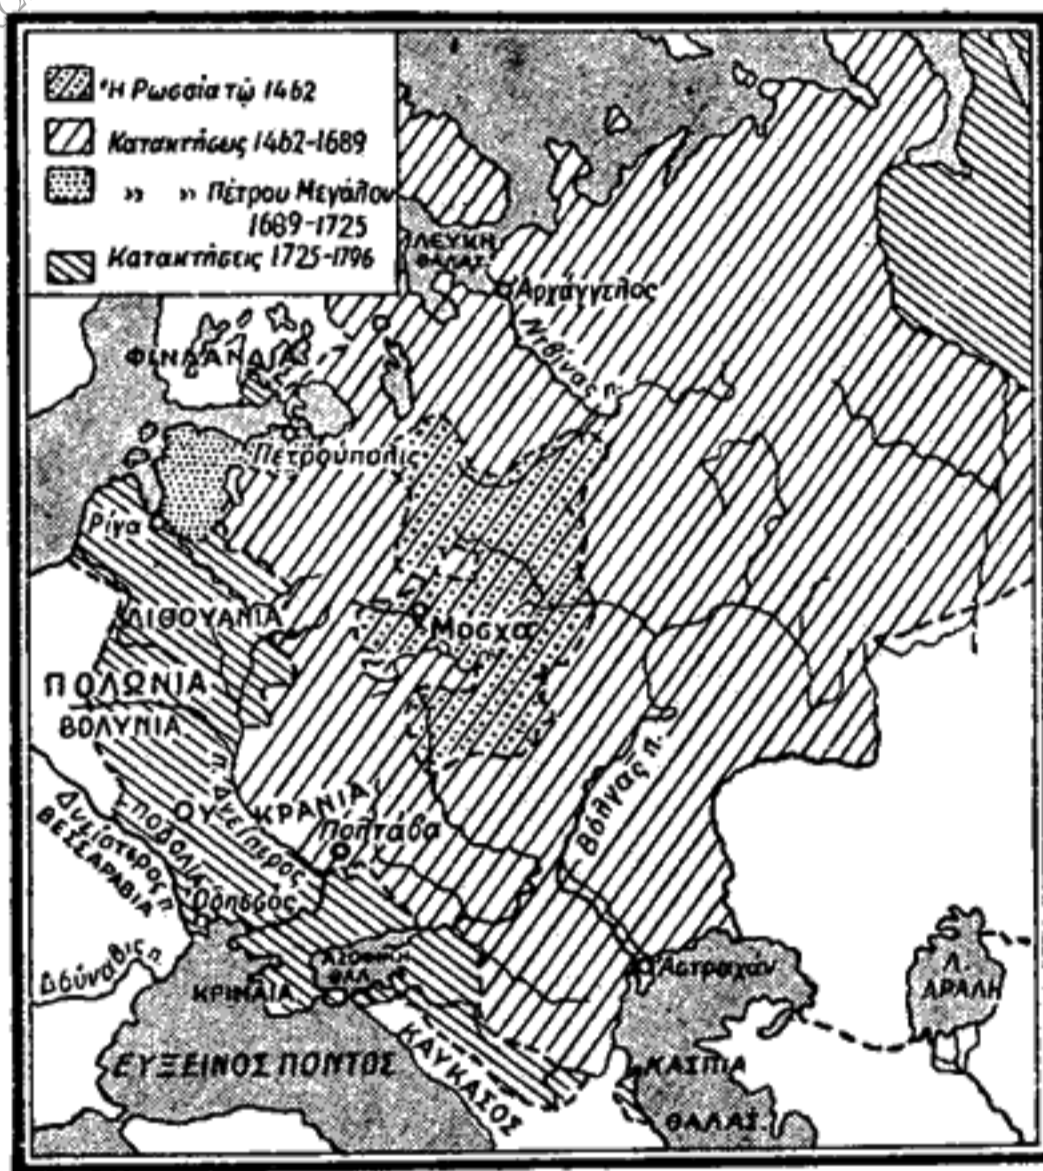 Ἡ Ρωσσία τῷ 1462
Κατακτήσεις 1462-1689
» » Πέτρου Μεγάλου
1689-1725
Κατακτήσεις 1725-1796
ΛΕΥΚΗ
ΘΑΛΑΣ.
Ἀρχάγγελος
Ντβίνας π.
ΦΙΝΛΑΝΔΙΑ
Πετρούπολις
Ρίγα
ΛΙΘΟΥΑΝΙΑ
Μόσχα
ΠΟΛΩΝΙΑ
ΒΟΛΥΝΙΑ
Βόλγας π.
ΟΥΚΡΑΝΙΑ
Δνείπερος π.
Πολτάβα
ΠΟΔΟΛΙΑ
Δνείστερος π.
ΒΕΣΣΑΡΑΒΙΑ
Οδησσός
Δούναβις π.
ΑΖΟΦΙΚΗ
ΘΑΛ.
Ἀστραχάν
Λ.
ΑΡΑΛΗ
ΚΡΙΜΑΙΑ
ΕΥΞΕΙΝΟΣ ΠΟΝΤΟΣ
ΚΑΥΚΑΣΟΣ
ΚΑΣΠΙΑ
ΘΑΛΑΣ.